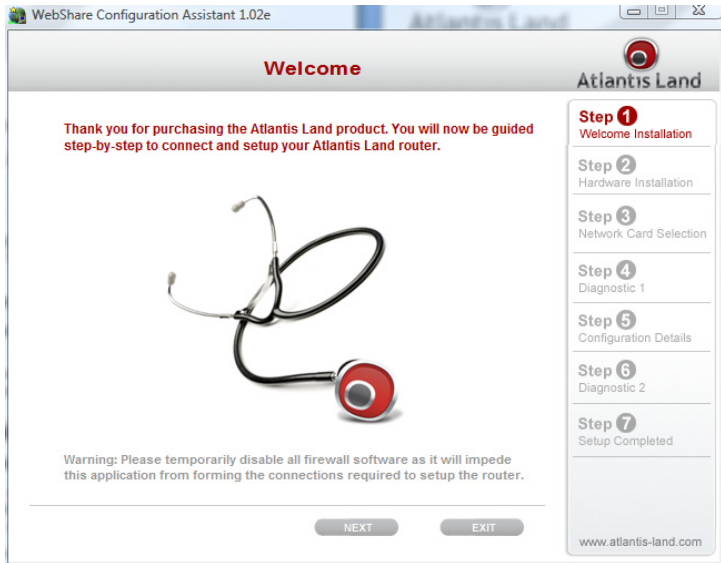 WebShare Configuration Assistant 1.02e
Atlantis Land
Welcome
Atlantis Land
Thank you for purchasing the Atlantis Land product. You will now be guided
step-by-step to connect and setup your Atlantis Land router.
Warning: Please temporarily disable all firewall software as it will impede
this application from forming the connections required to setup the router.
NEXT
EXIT
Step 1
Welcome Installation
Step 2
Hardware Installation
Step 3
Network Card Selection
Step 4
Diagnostic 1
Step 5
Configuration Details
Step 6
Diagnostic 2
Step 7
Setup Completed
www.atlantis-land.com